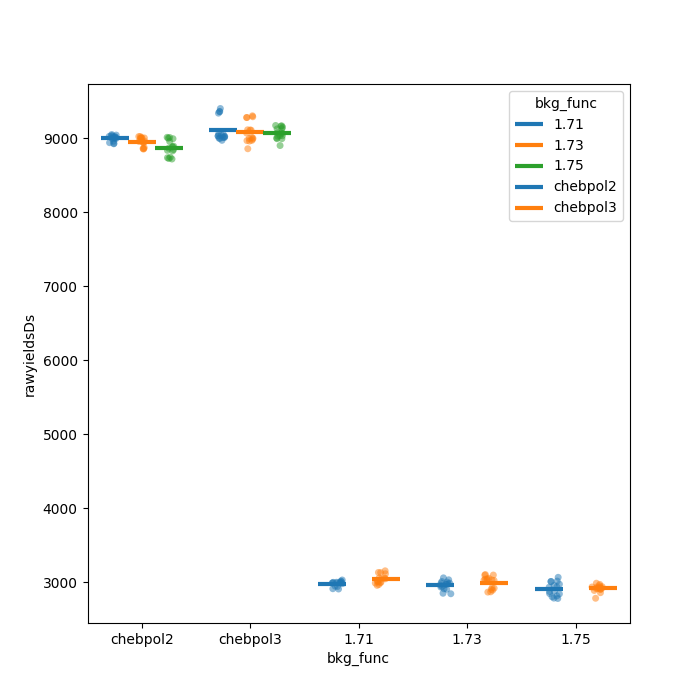 bkg_func
1.71
1.73
1.75
chebpol2
chebpol3
9000
8000
7000
6000
5000
4000
3000
rawyieldsDs
chebpol2
chebpol3
1.71
1.73
1.75
bkg_func